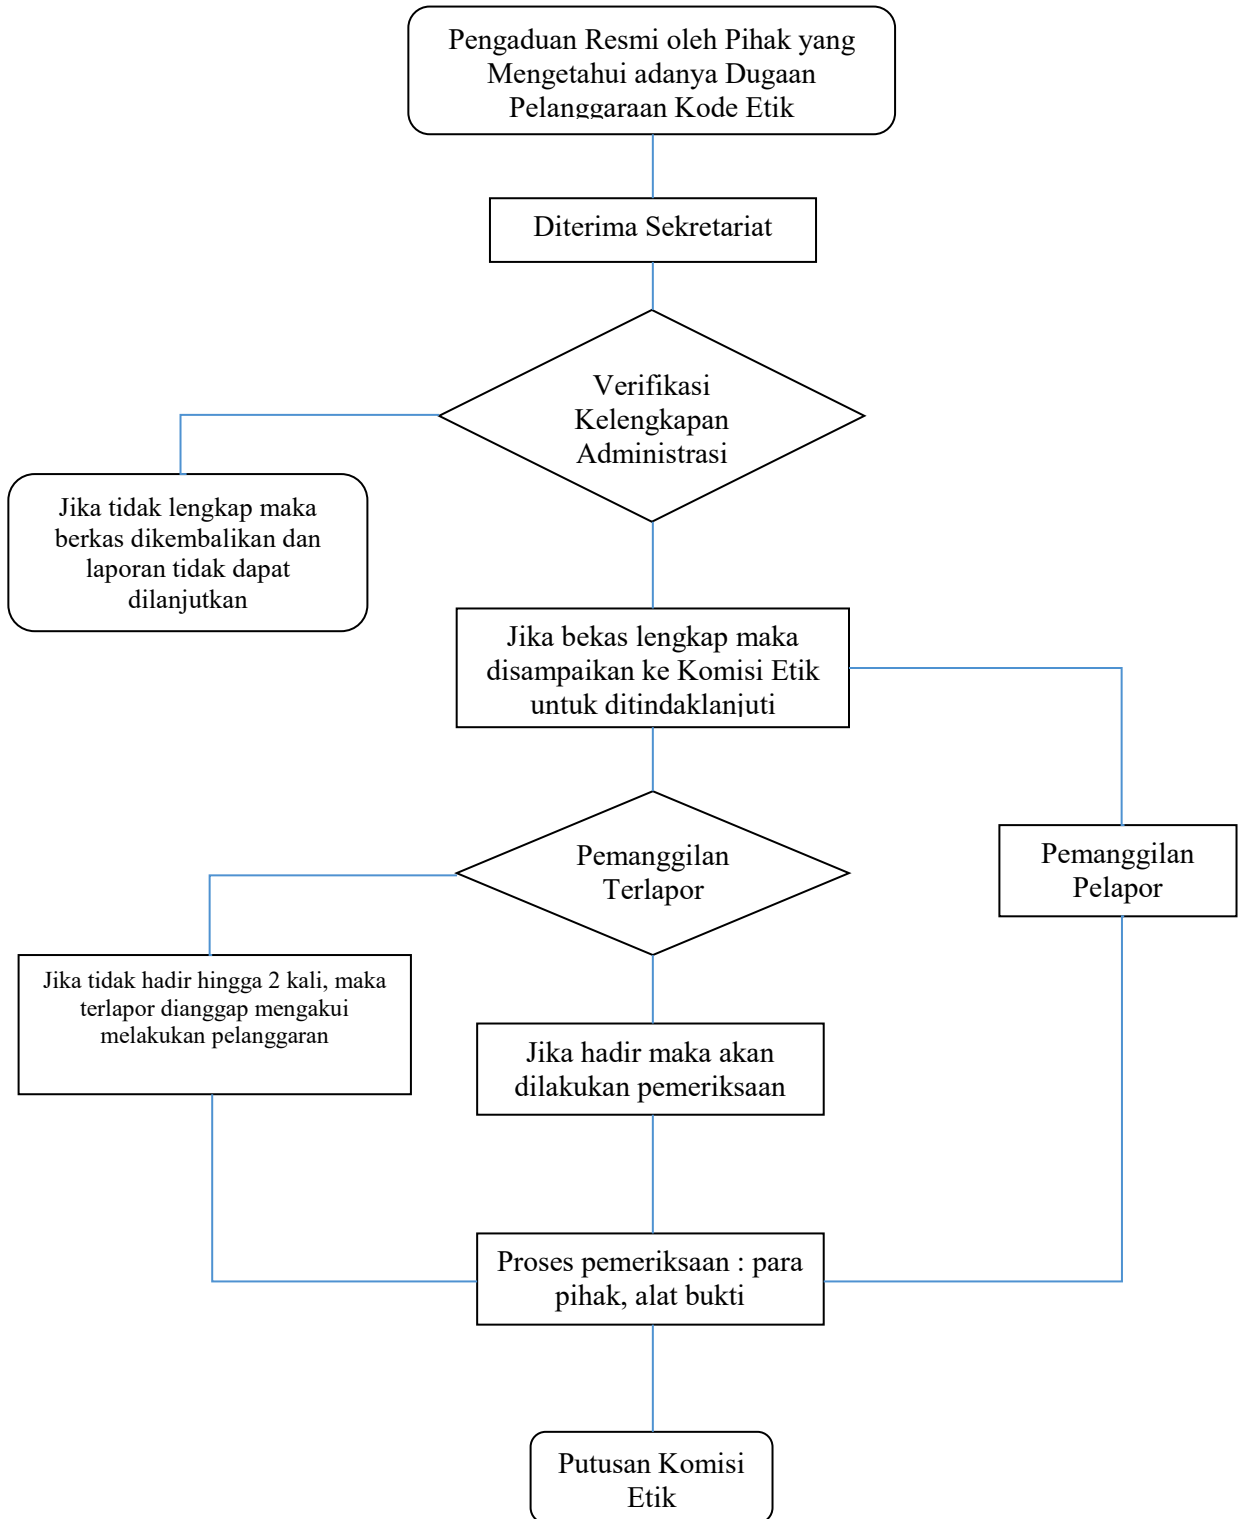 Pengaduan Resmi oleh Pihak yang
Mengetahui adanya Dugaan
Pelanggaraan Kode Etik
Diterima Sekretariat
Verifikasi
Kelengkapan
Administrasi
Jika tidak lengkap maka
berkas dikembalikan dan
laporan tidak dapat
dilanjutkan
Jika bekas lengkap maka
disampaikan ke Komisi Etik
untuk ditindaklanjuti
Pemanggilan
Terlapor
Pemanggilan
Pelapor
Jika tidak hadir hingga 2 kali, maka
terlapor dianggap mengakui
melakukan pelanggaran
Jika hadir maka akan
dilakukan pemeriksaan
Proses pemeriksaan : para
pihak, alat bukti
Putusan Komisi
Etik